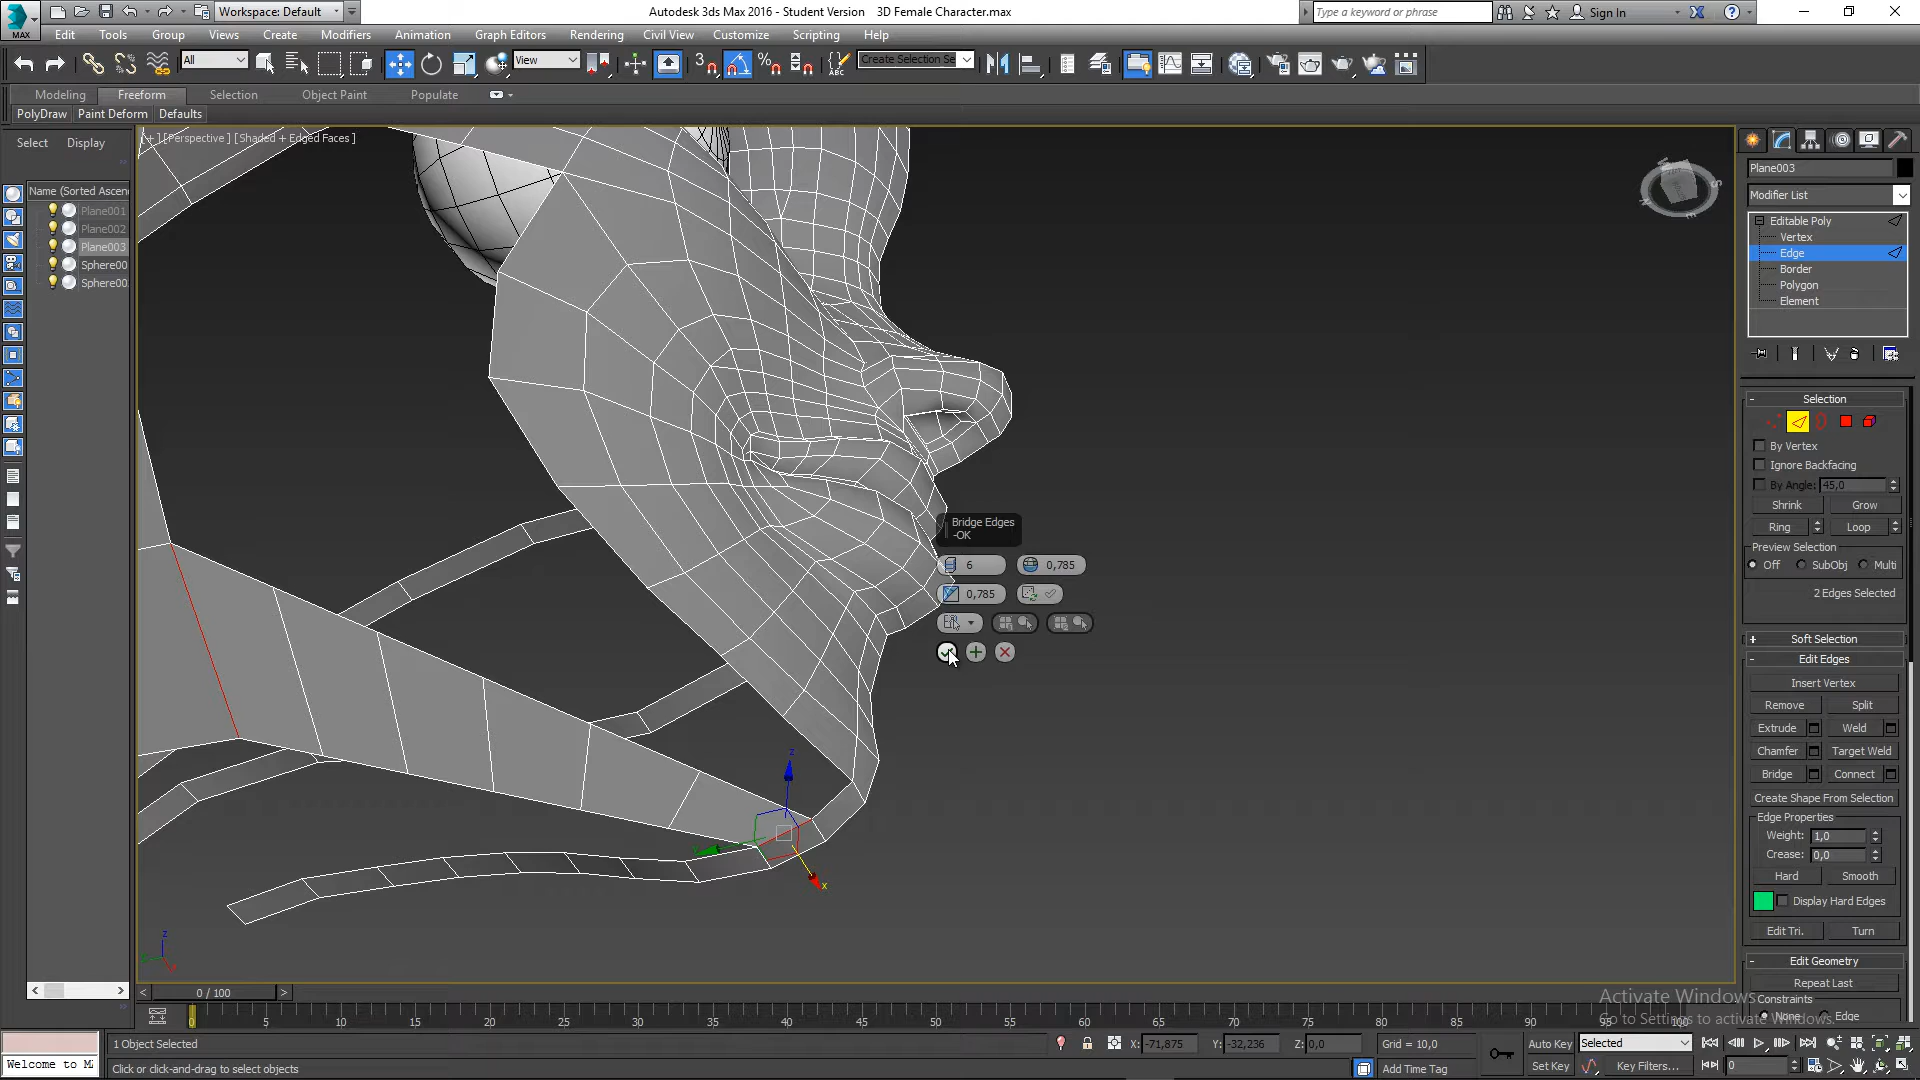 Workspace: Default
Autodesk 3ds Max 2016 - Student Version    3D Female Character.max
Type a keyword or phrase
Sign In
MAX
Edit Tools Group Views Create Modifiers Animation Graph Editors Rendering Civil View Customize Scripting Help
All
View
Create Selection Se
Modeling Freeform Selection Object Paint Populate
PolyDraw Paint Deform Defaults
Select Display
Name (Sorted Ascen
Plane001
Plane002
Plane003
Sphere00
Sphere00
[+] [Perspective] [Shaded + Edged Faces]
Bridge Edges
-OK
6
0,785
0,785
z
x
Plane003
Modifier List
Editable Poly
Vertex
Edge
Border
Polygon
Element
Selection
By Vertex
Ignore Backfacing
By Angle: 45,0
Shrink Grow
Ring Loop
Preview Selection
Off SubObj Multi
2 Edges Selected
Soft Selection
Edit Edges
Insert Vertex
Remove Split
Extrude Weld
Chamfer Target Weld
Bridge Connect
Create Shape From Selection
Edge Properties
Weight: 1,0
Crease: 0,0
Hard Smooth
Display Hard Edges
Edit Tri. Turn
Edit Geometry
Repeat Last
Constraints
None Edge
Activate Windows
Go to Settings to activate Windows.
0 / 100
0 5 10 15 20 25 30 35 40 45 50 55 60 65 70 75 80 85 90 95 100
1 Object Selected
X: -71,875 Y: -32,236 Z: 0,0
Grid = 10,0
Auto Key Selected
Welcome to M
Click or click-and-drag to select objects
Add Time Tag
Set Key Key Filters...
0